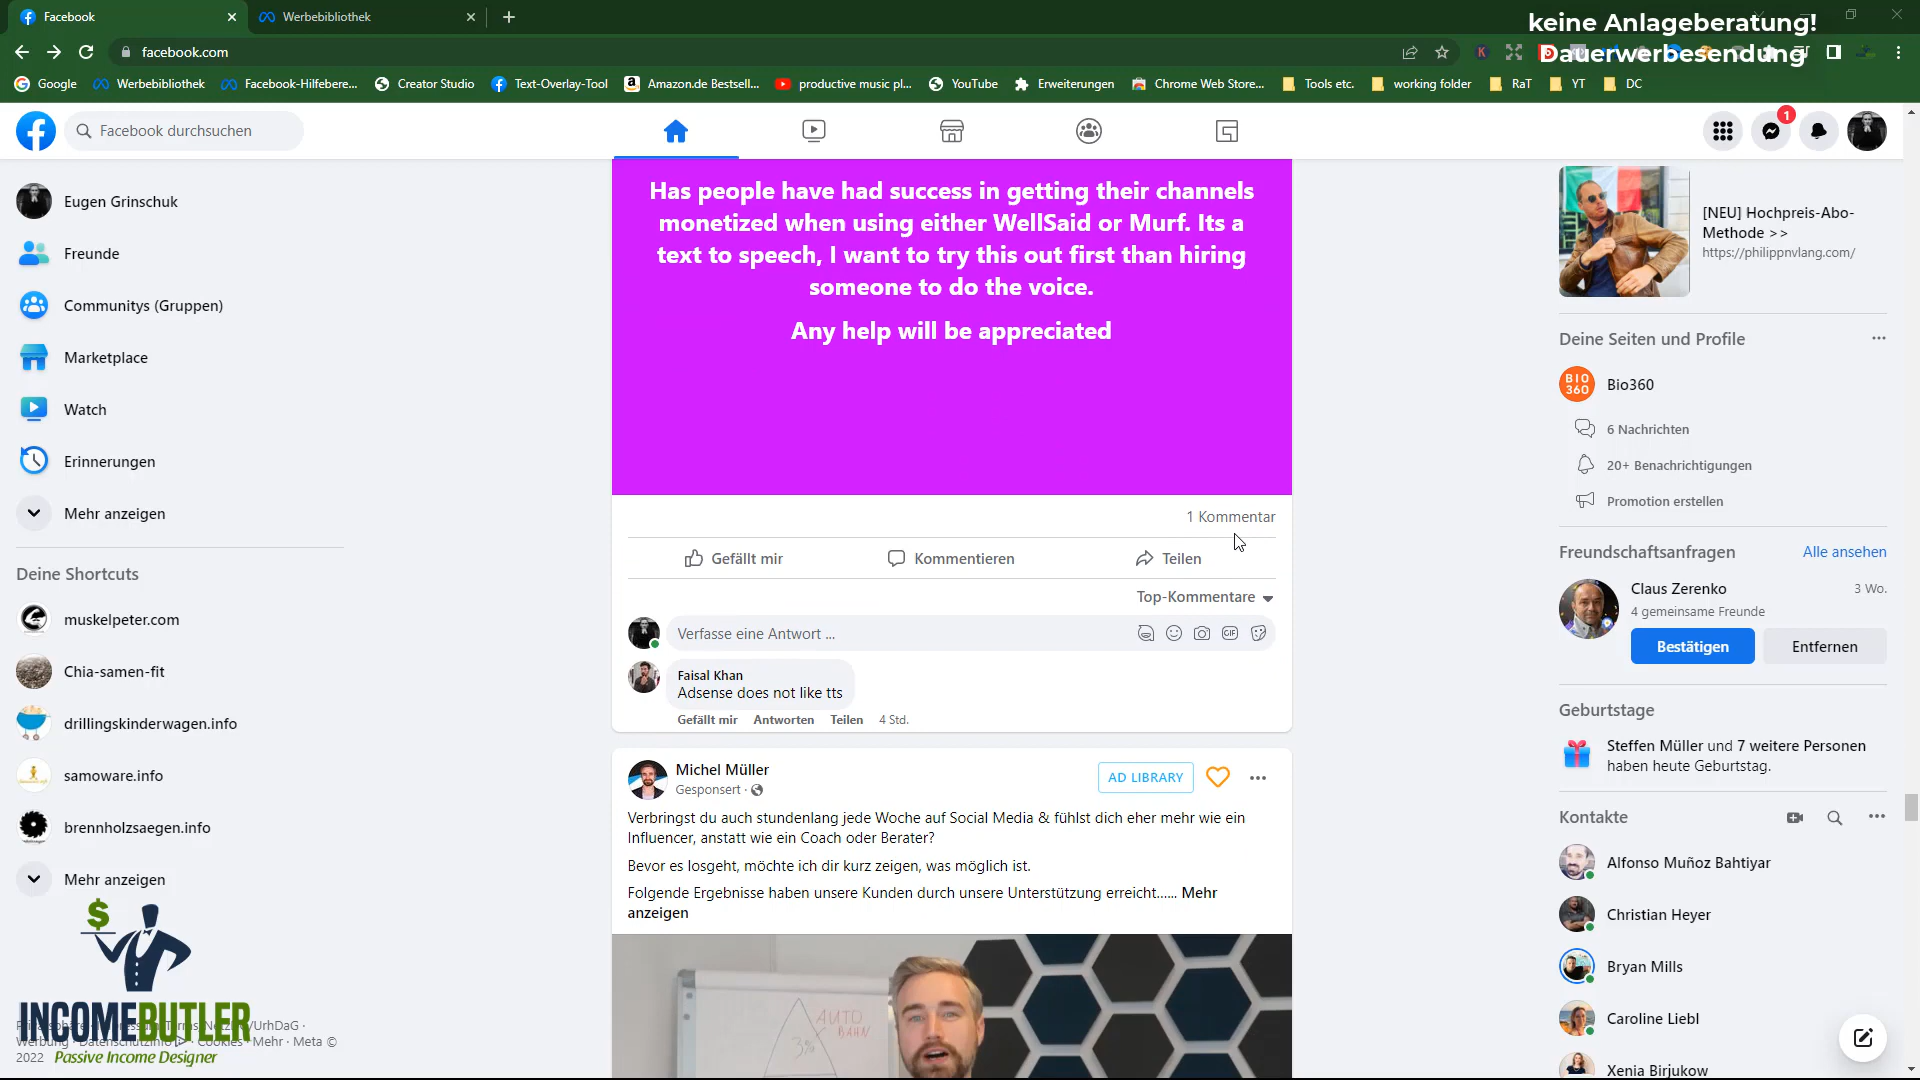 Facebook
Werbebibliothek
keine Anlageberatung!
Dauerwerbesendung
facebook.com
Google
Werbebibliothek
Facebook-Hilfebere...
Creator Studio
Text-Overlay-Tool
Amazon.de Bestsell...
productive music pl...
YouTube
Erweiterungen
Chrome Web Store...
Tools etc.
working folder
RaT
YT
DC
Facebook durchsuchen
1
Eugen Grinschuk
Freunde
Communitys (Gruppen)
Marketplace
Watch
Erinnerungen
Mehr anzeigen
Deine Shortcuts
muskelpeter.com
Chia-samen-fit
drillingskinderwagen.info
samoware.info
brennholzsaegen.info
Mehr anzeigen
INCOMEBUTLER
Passive Income Designer
/UrhDaG ·
Cookies · Mehr · Meta ©
2022
Has people have had success in getting their channels
monetized when using either WellSaid or Murf. Its a
text to speech, I want to try this out first than hiring
someone to do the voice.
Any help will be appreciated
1 Kommentar
Gefällt mir
Kommentieren
Teilen
Top-Kommentare
Verfasse eine Antwort ...
GIF
Faisal Khan
Adsense does not like tts
Gefällt mir Antworten Teilen 4 Std.
Michel Müller
Gesponsert ·
AD LIBRARY
Verbringst du auch stundenlang jede Woche auf Social Media & fühlst dich eher mehr wie ein
Influencer, anstatt wie ein Coach oder Berater?
Bevor es losgeht, möchte ich dir kurz zeigen, was möglich ist.
Folgende Ergebnisse haben unsere Kunden durch unsere Unterstützung erreicht...... Mehr
anzeigen
AUTO
BAHN
3%
[NEU] Hochpreis-Abo-
Methode >>
https://philippnvlang.com/
Deine Seiten und Profile
BIO
360
Bio360
6 Nachrichten
20+ Benachrichtigungen
Promotion erstellen
Freundschaftsanfragen
Alle ansehen
Claus Zerenko
3 Wo.
4 gemeinsame Freunde
Bestätigen
Entfernen
Geburtstage
Steffen Müller und 7 weitere Personen
haben heute Geburtstag.
Kontakte
Alfonso Muñoz Bahtiyar
Christian Heyer
Bryan Mills
Caroline Liebl
Xenia Birjukow